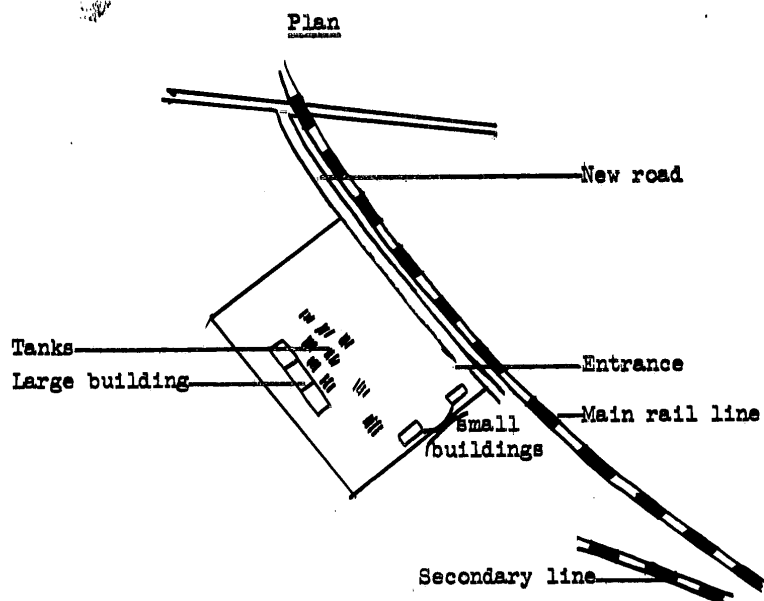 Plan
New road
Tanks
Entrance
Large building
Main rail line
small
buildings
Secondary line